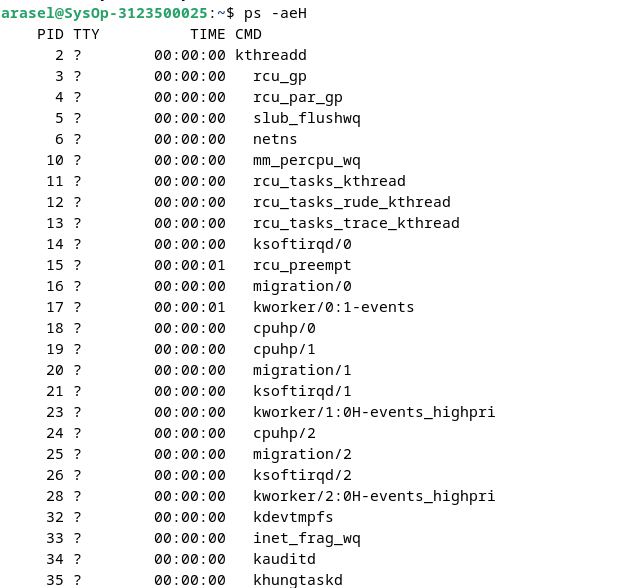 arasel@SysOp-3123500025:~$ ps -aeH
    PID TTY          TIME CMD
      2 ?        00:00:00 kthreadd
      3 ?        00:00:00   rcu_gp
      4 ?        00:00:00   rcu_par_gp
      5 ?        00:00:00   slub_flushwq
      6 ?        00:00:00   netns
     10 ?        00:00:00   mm_percpu_wq
     11 ?        00:00:00   rcu_tasks_kthread
     12 ?        00:00:00   rcu_tasks_rude_kthread
     13 ?        00:00:00   rcu_tasks_trace_kthread
     14 ?        00:00:00   ksoftirqd/0
     15 ?        00:00:01   rcu_preempt
     16 ?        00:00:00   migration/0
     17 ?        00:00:01   kworker/0:1-events
     18 ?        00:00:00   cpuhp/0
     19 ?        00:00:00   cpuhp/1
     20 ?        00:00:00   migration/1
     21 ?        00:00:00   ksoftirqd/1
     23 ?        00:00:00   kworker/1:0H-events_highpri
     24 ?        00:00:00   cpuhp/2
     25 ?        00:00:00   migration/2
     26 ?        00:00:00   ksoftirqd/2
     28 ?        00:00:00   kworker/2:0H-events_highpri
     32 ?        00:00:00   kdevtmpfs
     33 ?        00:00:00   inet_frag_wq
     34 ?        00:00:00   kauditd
     35 ?        00:00:00   khungtaskd